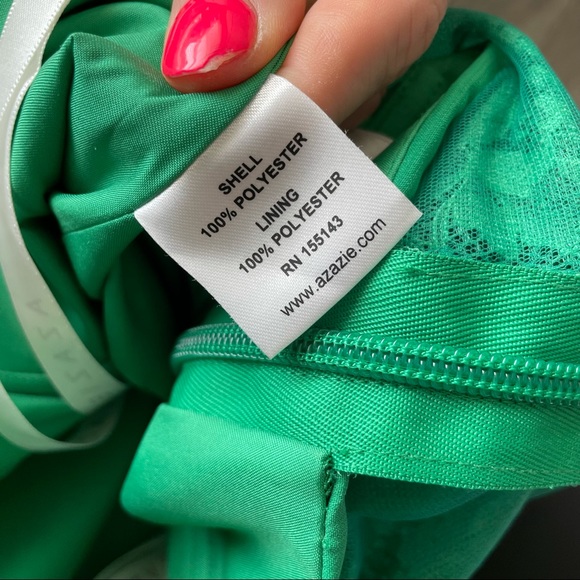 SHELL
100% POLYESTER
LINING
100% POLYESTER
RN 155143
www.azazie.com